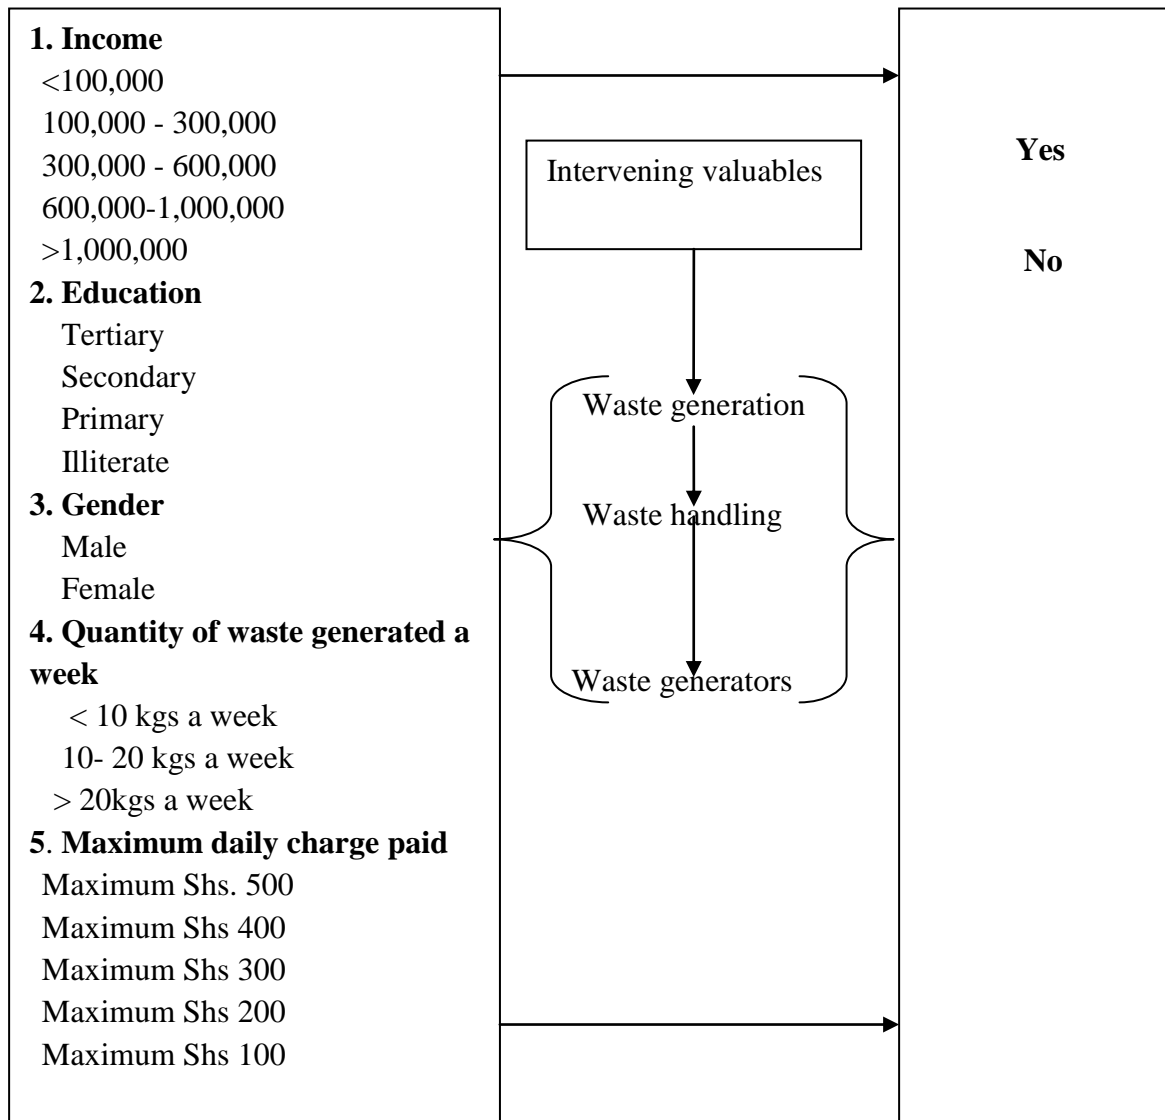 1. Income
<100,000
100,000 - 300,000
300,000 - 600,000
600,000-1,000,000
>1,000,000
2. Education
Tertiary
Secondary
Primary
Illiterate
3. Gender
Male
Female
4. Quantity of waste generated a
week
< 10 kgs a week
10- 20 kgs a week
> 20kgs a week
5. Maximum daily charge paid
Maximum Shs. 500
Maximum Shs 400
Maximum Shs 300
Maximum Shs 200
Maximum Shs 100
Intervening valuables
Waste generation
Waste handling
Waste generators
Yes
No